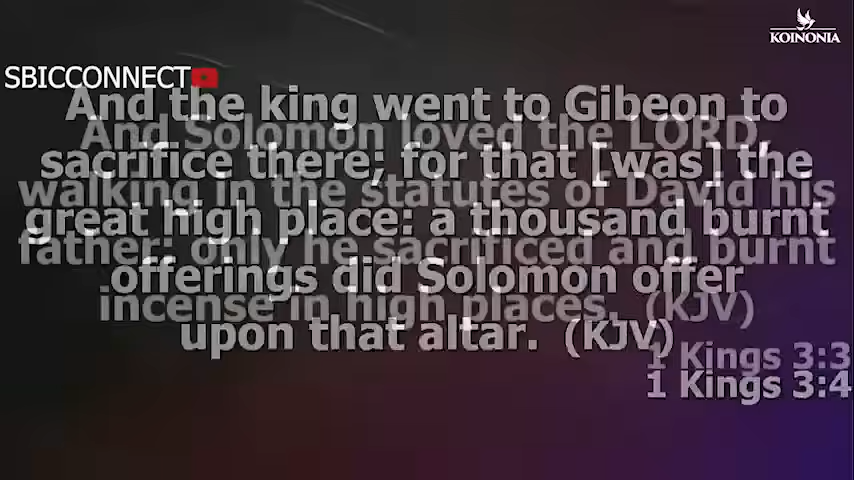 KOINONIA
SBICCONNECT
And the king went to Gibeon to
sacrifice there; for that [was] the
great high place: a thousand burnt
offerings did Solomon offer
upon that altar. (KJV)
1 Kings 3:4
And Solomon loved the LORD,
walking in the statutes of David his
father: only he sacrificed and burnt
incense in high places. (KJV)
1 Kings 3:3